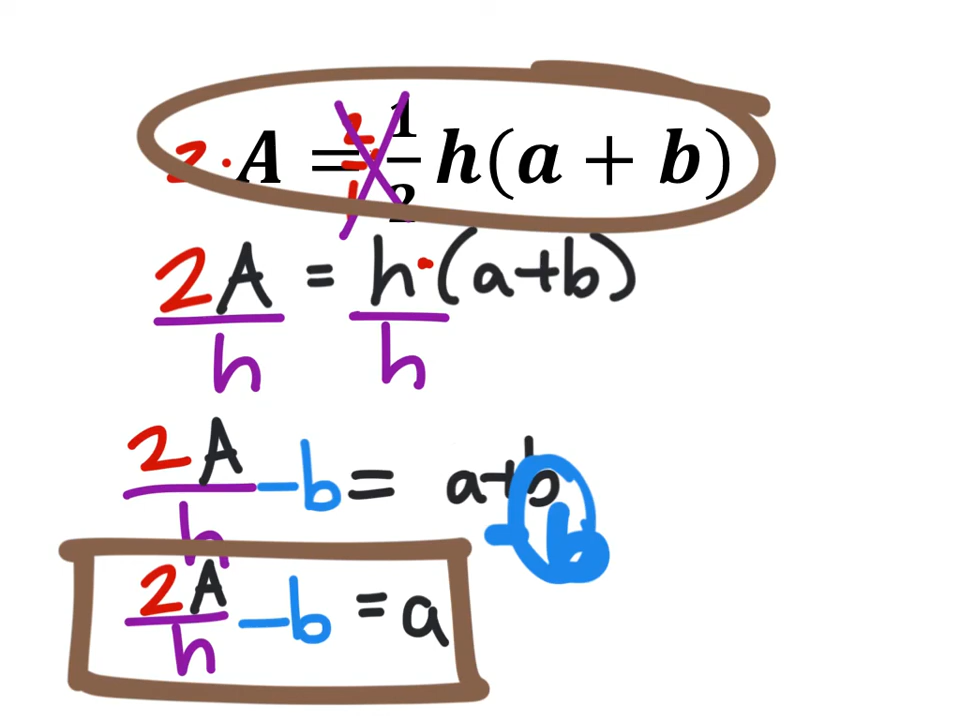 2 · A = 2/1 · 1/2 h(a + b)
2A/h = h · (a+b)/h
2A/h - b = a+b - b
2A/h - b = a